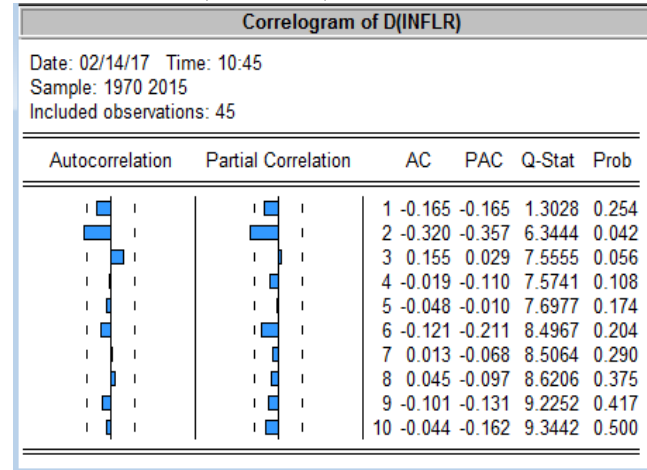 Correlogram of D(INFLR)
Date: 02/14/17 Time: 10:45
Sample: 1970 2015
Included observations: 45
Autocorrelation Partial Correlation AC PAC Q-Stat Prob
1 -0.165 -0.165 1.3028 0.254
2 -0.320 -0.357 6.3444 0.042
3 0.155 0.029 7.5555 0.056
4 -0.019 -0.110 7.5741 0.108
5 -0.048 -0.010 7.6977 0.174
6 -0.121 -0.211 8.4967 0.204
7 0.013 -0.068 8.5064 0.290
8 0.045 -0.097 8.6206 0.375
9 -0.101 -0.131 9.2252 0.417
10 -0.044 -0.162 9.3442 0.500